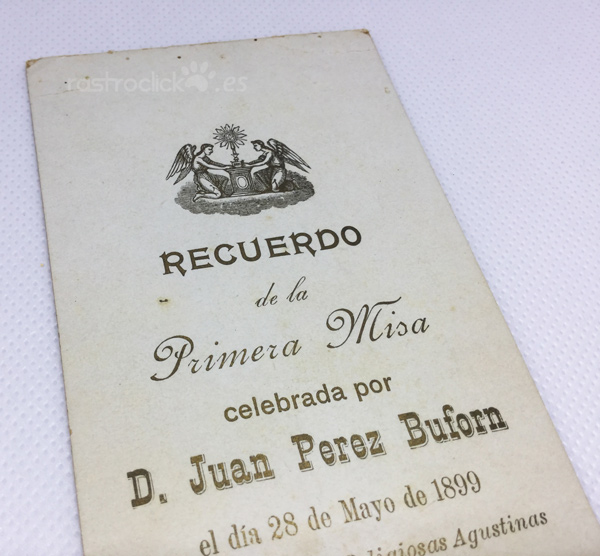 rastroclick.es
RECUERDO
de la
Primera Misa
celebrada por
D. Juan Perez Buforn
el día 28 de Mayo de 1899
Religiosas Agustinas